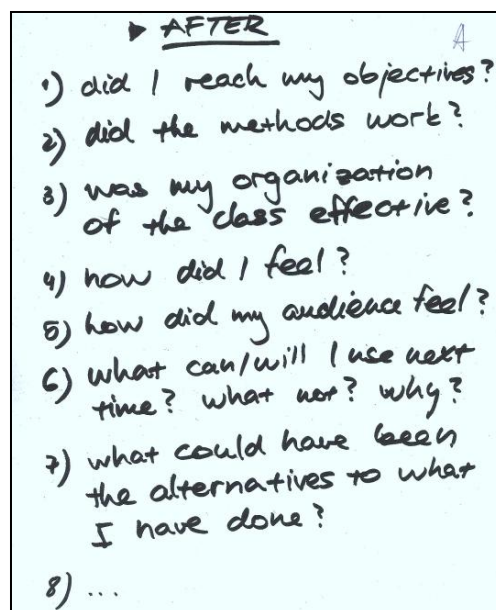 ▸ AFTER
A
1) did I reach my objectives?
2) did the methods work?
3) was my organization
of the class effective?
4) how did I feel?
5) how did my audience feel?
6) what can/will I use next
time? what not? why?
7) what could have been
the alternatives to what
I have done?
8) ...